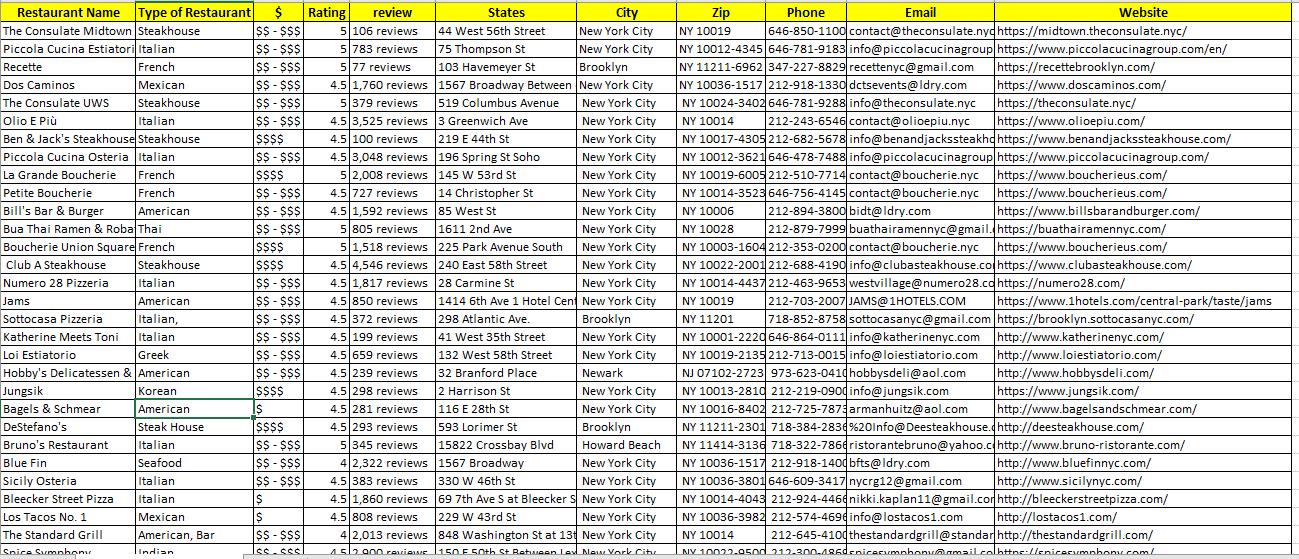 Restaurant Name Type of Restaurant $ Rating review States City Zip Phone Email Website
The Consulate Midtown Steakhouse $$ - $$$ 5 106 reviews 44 West 56th Street New York City NY 10019 646-850-1100 contact@theconsulate.nyc https://midtown.theconsulate.nyc/
Piccola Cucina Estiatori Italian $$ - $$$ 5 783 reviews 75 Thompson St New York City NY 10012-4345 646-781-9183 info@piccolacucinagroup https://www.piccolacucinagroup.com/en/
Recette French $$ - $$$ 5 77 reviews 103 Havemeyer St Brooklyn NY 11211-6962 347-227-8829 recettenyc@gmail.com https://recettebrooklyn.com/
Dos Caminos Mexican $$ - $$$ 4.5 1,760 reviews 1567 Broadway Between New York City NY 10036-1517 212-918-1330 dctsevents@ldry.com https://www.doscaminos.com/
The Consulate UWS Steakhouse $$ - $$$ 5 379 reviews 519 Columbus Avenue New York City NY 10024-3402 646-781-9288 info@theconsulate.nyc https://theconsulate.nyc/
Olio E Più Italian $$ - $$$ 4.5 3,525 reviews 3 Greenwich Ave New York City NY 10014 212-243-6546 contact@olioepiu.nyc https://www.olioepiu.com/
Ben & Jack's Steakhouse Steakhouse $$$$ 4.5 100 reviews 219 E 44th St New York City NY 10017-4305 212-682-5678 info@benandjackssteakho https://www.benandjackssteakhouse.com/
Piccola Cucina Osteria Italian $$ - $$$ 4.5 3,048 reviews 196 Spring St Soho New York City NY 10012-3621 646-478-7488 info@piccolacucinagroup https://www.piccolacucinagroup.com/
La Grande Boucherie French $$$$ 5 2,008 reviews 145 W 53rd St New York City NY 10019-6005 212-510-7714 contact@boucherie.nyc https://www.boucherieus.com/
Petite Boucherie French $$ - $$$ 4.5 727 reviews 14 Christopher St New York City NY 10014-3523 646-756-4145 contact@boucherie.nyc https://www.boucherieus.com/
Bill's Bar & Burger American $$ - $$$ 4.5 1,592 reviews 85 West St New York City NY 10006 212-894-3800 bidt@ldry.com https://www.billsbarandburger.com/
Bua Thai Ramen & Roba Thai $$ - $$$ 5 805 reviews 1611 2nd Ave New York City NY 10028 212-879-7999 buathairamennyc@gmail. https://buathairamennyc.com/
Boucherie Union Square French $$$$ 5 1,518 reviews 225 Park Avenue South New York City NY 10003-1604 212-353-0200 contact@boucherie.nyc https://www.boucherieus.com/
Club A Steakhouse Steakhouse $$$$ 4.5 4,546 reviews 240 East 58th Street New York City NY 10022-2001 212-688-4190 info@clubasteakhouse.co https://www.clubasteakhouse.com/
Numero 28 Pizzeria Italian $$ - $$$ 4.5 1,817 reviews 28 Carmine St New York City NY 10014-4437 212-463-9653 westvillage@numero28.co https://numero28.com/
Jams American $$ - $$$ 4.5 850 reviews 1414 6th Ave 1 Hotel Cent New York City NY 10019 212-703-2007 JAMS@1HOTELS.COM https://www.1hotels.com/central-park/taste/jams
Sottocasa Pizzeria Italian, $$ - $$$ 4.5 372 reviews 298 Atlantic Ave. Brooklyn NY 11201 718-852-8758 sottocasanyc@gmail.com https://brooklyn.sottocasanyc.com/
Katherine Meets Toni Italian $$ - $$$ 4.5 199 reviews 41 West 35th Street New York City NY 10001-2220 646-864-0111 info@katherinenyc.com http://www.katherinenyc.com/
Loi Estiatorio Greek $$ - $$$ 4.5 659 reviews 132 West 58th Street New York City NY 10019-2135 212-713-0015 info@loiestiatorio.com http://www.loiestiatorio.com/
Hobby's Delicatessen & American $$ - $$$ 4.5 239 reviews 32 Branford Place Newark NJ 07102-2723 973-623-0410 hobbysdeli@aol.com http://www.hobbysdeli.com/
Jungsik Korean $$$$ 4.5 298 reviews 2 Harrison St New York City NY 10013-2810 212-219-0900 info@jungsik.com http://www.jungsik.com/
Bagels & Schmear American $ 4.5 281 reviews 116 E 28th St New York City NY 10016-8402 212-725-7873 armanhuitz@aol.com http://www.bagelsandschmear.com/
DeStefano's Steak House $$$$ 4.5 293 reviews 593 Lorimer St Brooklyn NY 11211-2301 718-384-2836 %20Info@Deesteakhouse.c http://deesteakhouse.com/
Bruno's Restaurant Italian $$ - $$$ 5 345 reviews 15822 Crossbay Blvd Howard Beach NY 11414-3136 718-322-7866 ristorantebruno@yahoo.c http://www.bruno-ristorante.com/
Blue Fin Seafood $$ - $$$ 4 2,322 reviews 1567 Broadway New York City NY 10036-1517 212-918-1400 bfts@ldry.com http://www.bluefinnyc.com/
Sicily Osteria Italian $$ - $$$ 4.5 383 reviews 330 W 46th St New York City NY 10036-3801 646-609-3417 nycrg12@gmail.com http://www.sicilynyc.com/
Bleecker Street Pizza Italian $ 4.5 1,860 reviews 69 7th Ave S at Bleecker S New York City NY 10014-4043 212-924-4466 nikki.kaplan11@gmail.cor http://bleeckerstreetpizza.com/
Los Tacos No. 1 Mexican $ 4.5 808 reviews 229 W 43rd St New York City NY 10036-3982 212-574-4696 info@lostacos1.com http://lostacos1.com/
The Standard Grill American, Bar $$ - $$$ 4 2,013 reviews 848 Washington St at 13t New York City NY 10014 212-645-4100 thestandardgrill@standar http://thestandardgrill.com/
Spice Symphony Indian $$ - $$$ 4.5 2,900 reviews 150 E 50th St Between Lex New York City NY 10022-9500 212-300-4869 spicesymphony@gmail.co http://spicesymphony.com/